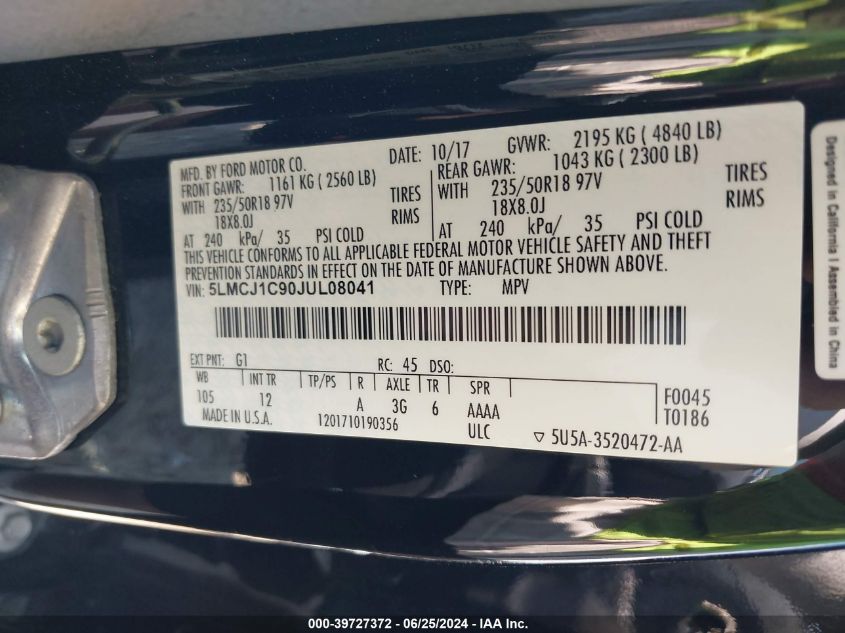 MFD. BY FORD MOTOR CO. DATE: 10/17 GVWR: 2195 KG ( 4840 LB)
FRONT GAWR: 1161 KG ( 2560 LB) REAR GAWR: 1043 KG ( 2300 LB)
WITH 235/50R18 97V TIRES WITH 235/50R18 97V TIRES
18X8.0J RIMS 18X8.0J RIMS
AT 240 kPa/ 35 PSI COLD AT 240 kPa/ 35 PSI COLD
THIS VEHICLE CONFORMS TO ALL APPLICABLE FEDERAL MOTOR VEHICLE SAFETY AND THEFT
PREVENTION STANDARDS IN EFFECT ON THE DATE OF MANUFACTURE SHOWN ABOVE.
VIN: 5LMCJ1C90JUL08041 TYPE: MPV
EXT PNT: G1 RC: 45 DSO:
WB INT TR TP/PS R AXLE TR SPR
105 12 A 3G 6 AAAA F0045
MADE IN U.S.A. 1201710190356 ULC T0186
▽ 5U5A-3520472-AA
Designed in California I Assembled in China
000-39727372 - 06/25/2024 - IAA Inc.